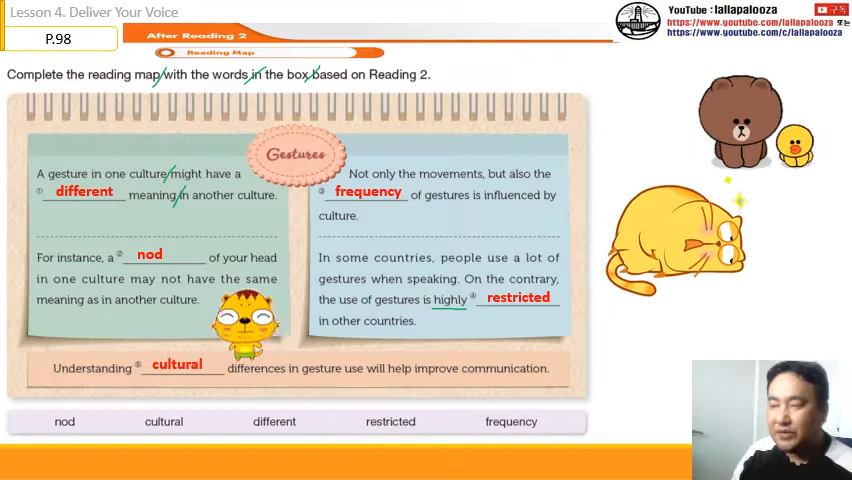 Lesson 4. Deliver Your Voice
P.98
After Reading 2
Reading Map
YouTube : @lallapalooza
구독
https://www.youtube.com/lallapalooza 또는
https://www.youtube.com/c/lallapalooza
Complete the reading map with the words in the box based on Reading 2.
Gestures
A gesture in one culture might have a
① different meaning in another culture.
For instance, a ② nod of your head
in one culture may not have the same
meaning as in another culture.
Not only the movements, but also the
③ frequency of gestures is influenced by
culture.
In some countries, people use a lot of
gestures when speaking. On the contrary,
the use of gestures is highly ④ restricted
in other countries.
Understanding ⑤ cultural differences in gesture use will help improve communication.
nod cultural different restricted frequency